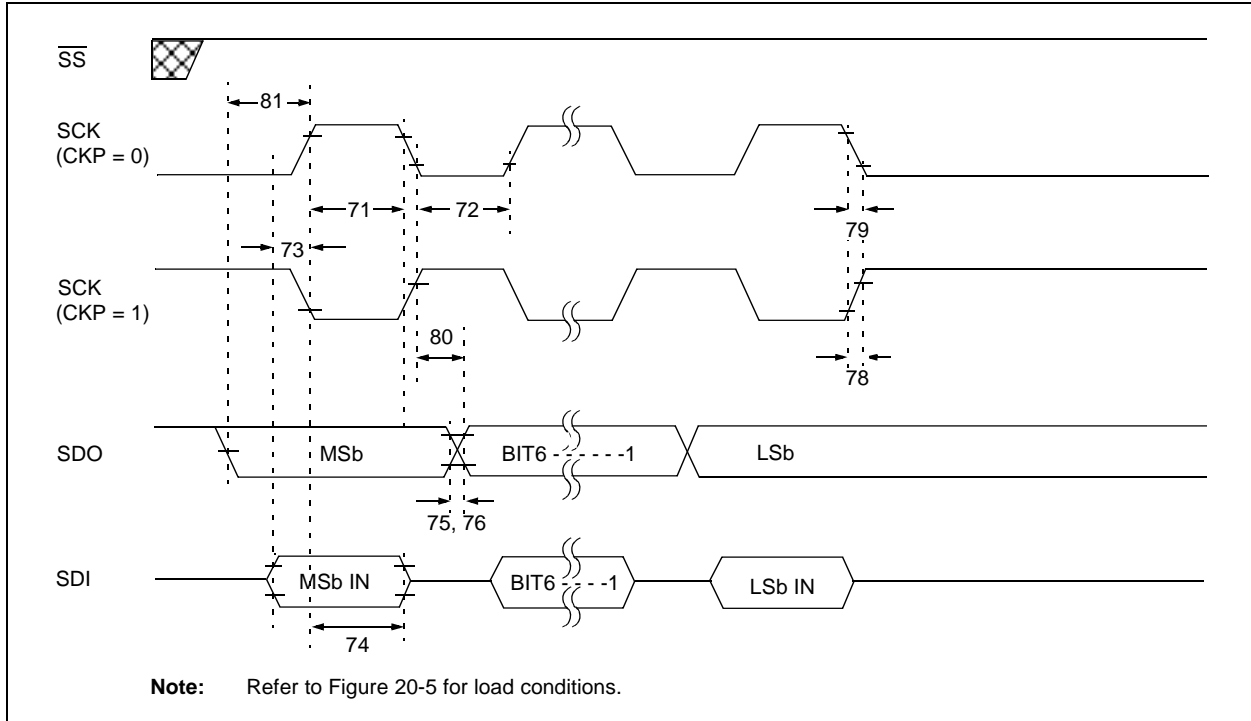 SS
81
SCK
(CKP = 0)
71
72
79
73
SCK
(CKP = 1)
80
78
SDO
MSb
BIT6 - - - - - -1
LSb
75, 76
SDI
MSb IN
BIT6 - - - - -1
LSb IN
74
Note: Refer to Figure 20-5 for load conditions.